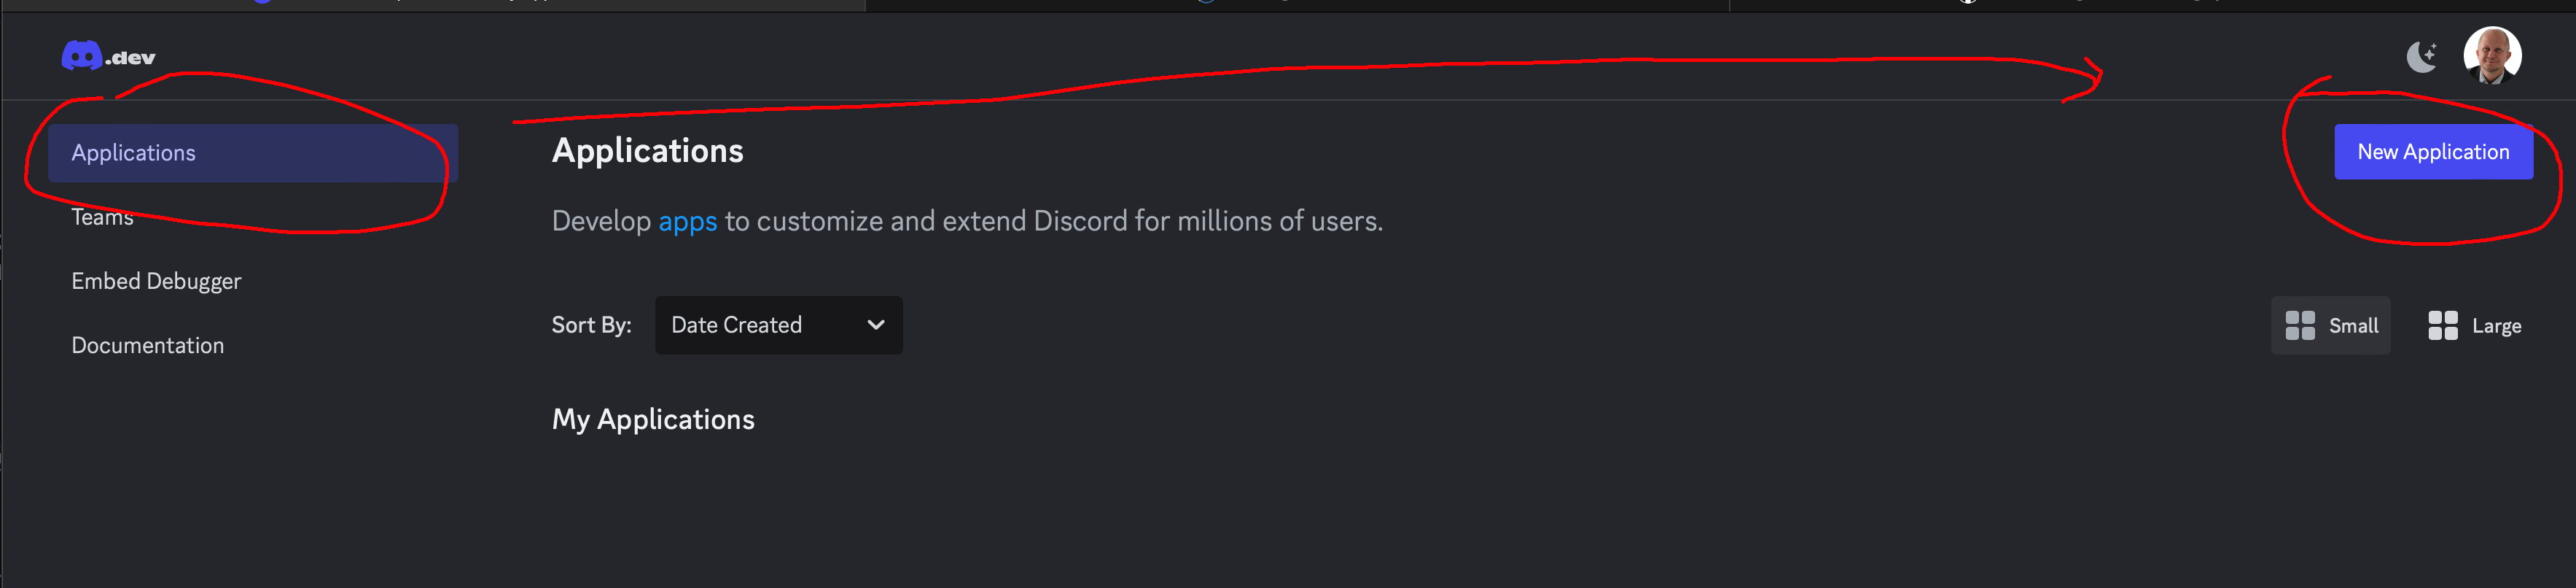 .dev
Applications
Teams
Embed Debugger
Documentation
Applications
New Application
Develop apps to customize and extend Discord for millions of users.
Sort By: Date Created
Small Large
My Applications